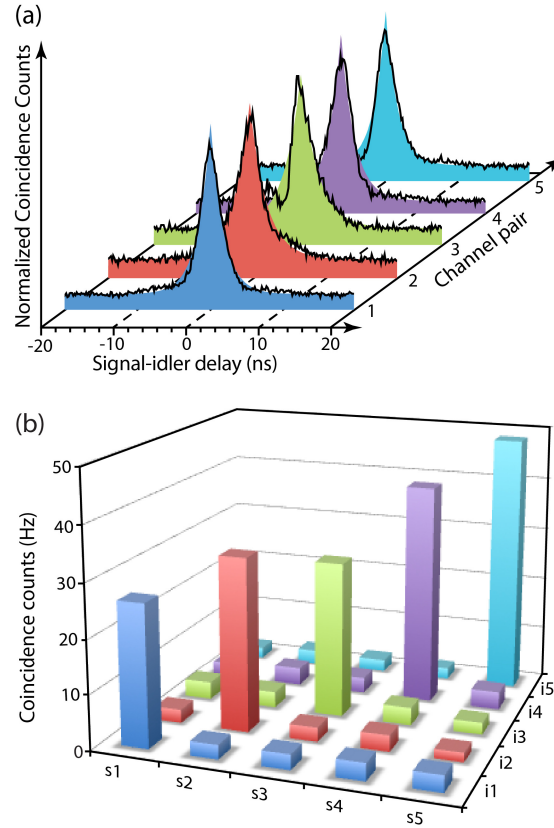 (a)
Normalized Coincidence Counts
5
4
3
2
1
Channel pair
-20
-10
0
10
20
Signal-idler delay (ns)
(b)
50
40
30
20
10
0
Coincidence counts (Hz)
s1
s2
s3
s4
s5
i5
i4
i3
i2
i1